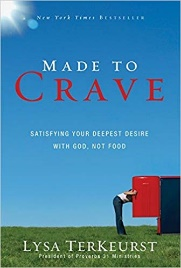 New York Times BESTSELLER
MADE TO
CRAVE
SATISFYING YOUR DEEPEST DESIRE
WITH GOD, NOT FOOD
LYSA TERKEURST
President of Proverbs 31 Ministries